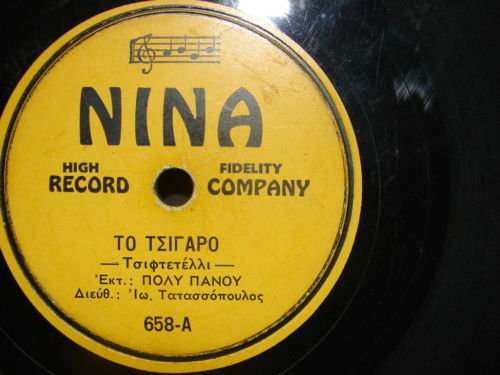 NINA
HIGH FIDELITY
RECORD COMPANY
ΤΟ ΤΣΙΓΑΡΟ
— Τσιφτετέλλι —
Ἐκτ.: ΠΟΛΥ ΠΑΝΟΥ
Διεύθ.: Ἰω. Τατασσόπουλος
658-A